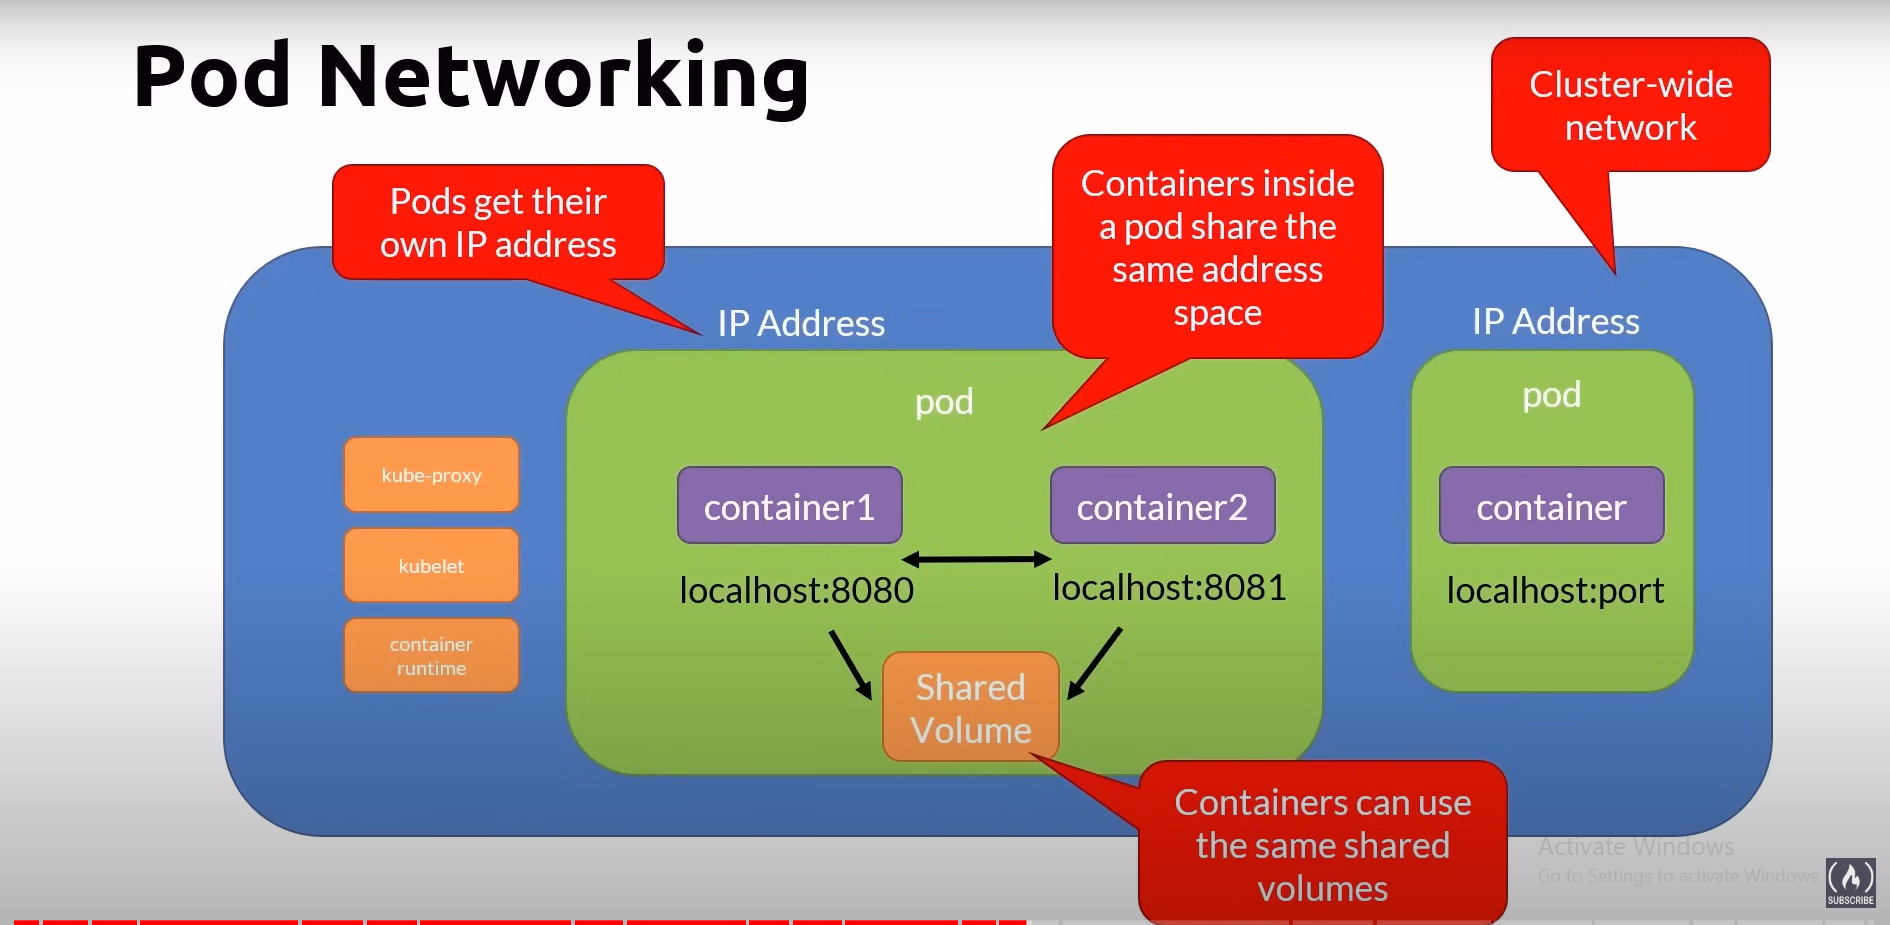 Pod Networking
Cluster-wide
network
Pods get their
own IP address
Containers inside
a pod share the
same address
space
IP Address
IP Address
pod
pod
kube-proxy
kubelet
container
runtime
container1
container2
container
localhost:8080
localhost:8081
localhost:port
Shared
Volume
Containers can use
the same shared
volumes
Activate Windows
Go to Settings to activate Windows.
SUBSCRIBE